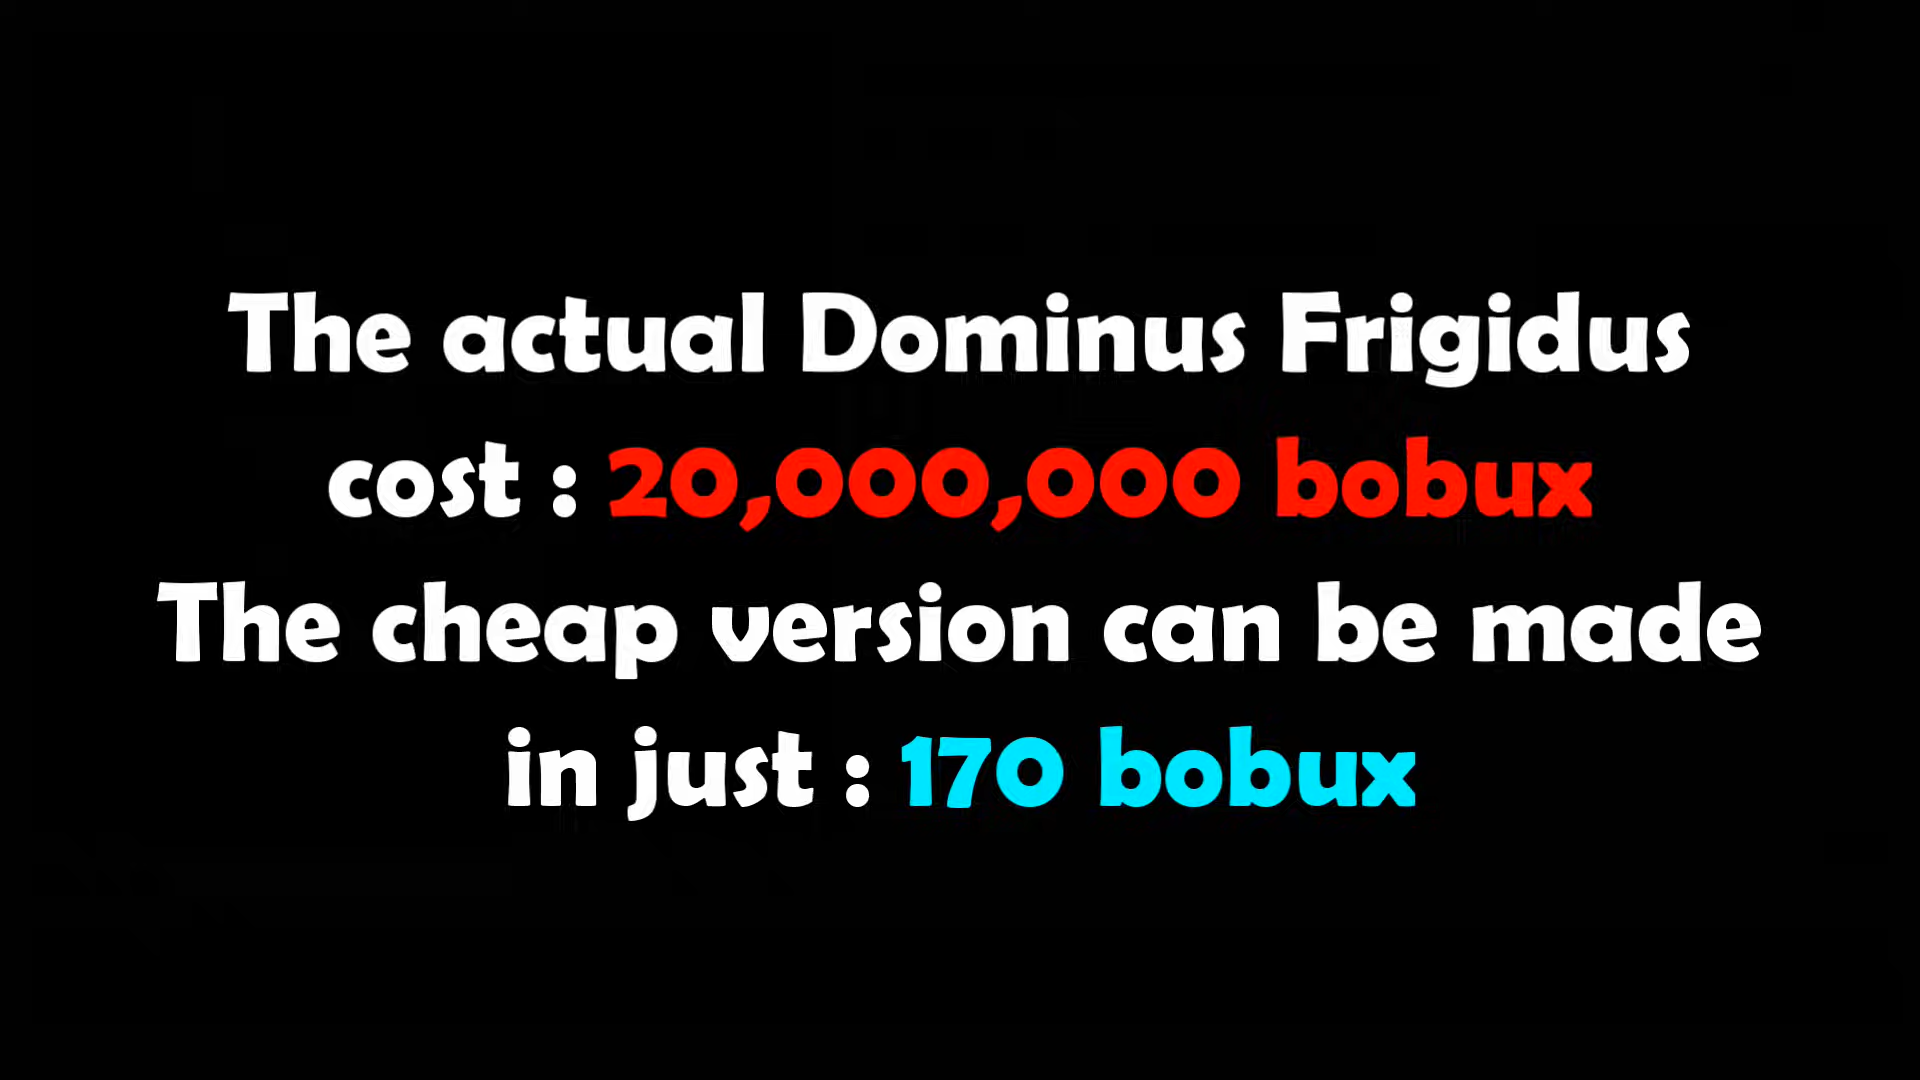 The actual Dominus Frigidus
cost : 20,000,000 bobux
The cheap version can be made
in just : 170 bobux